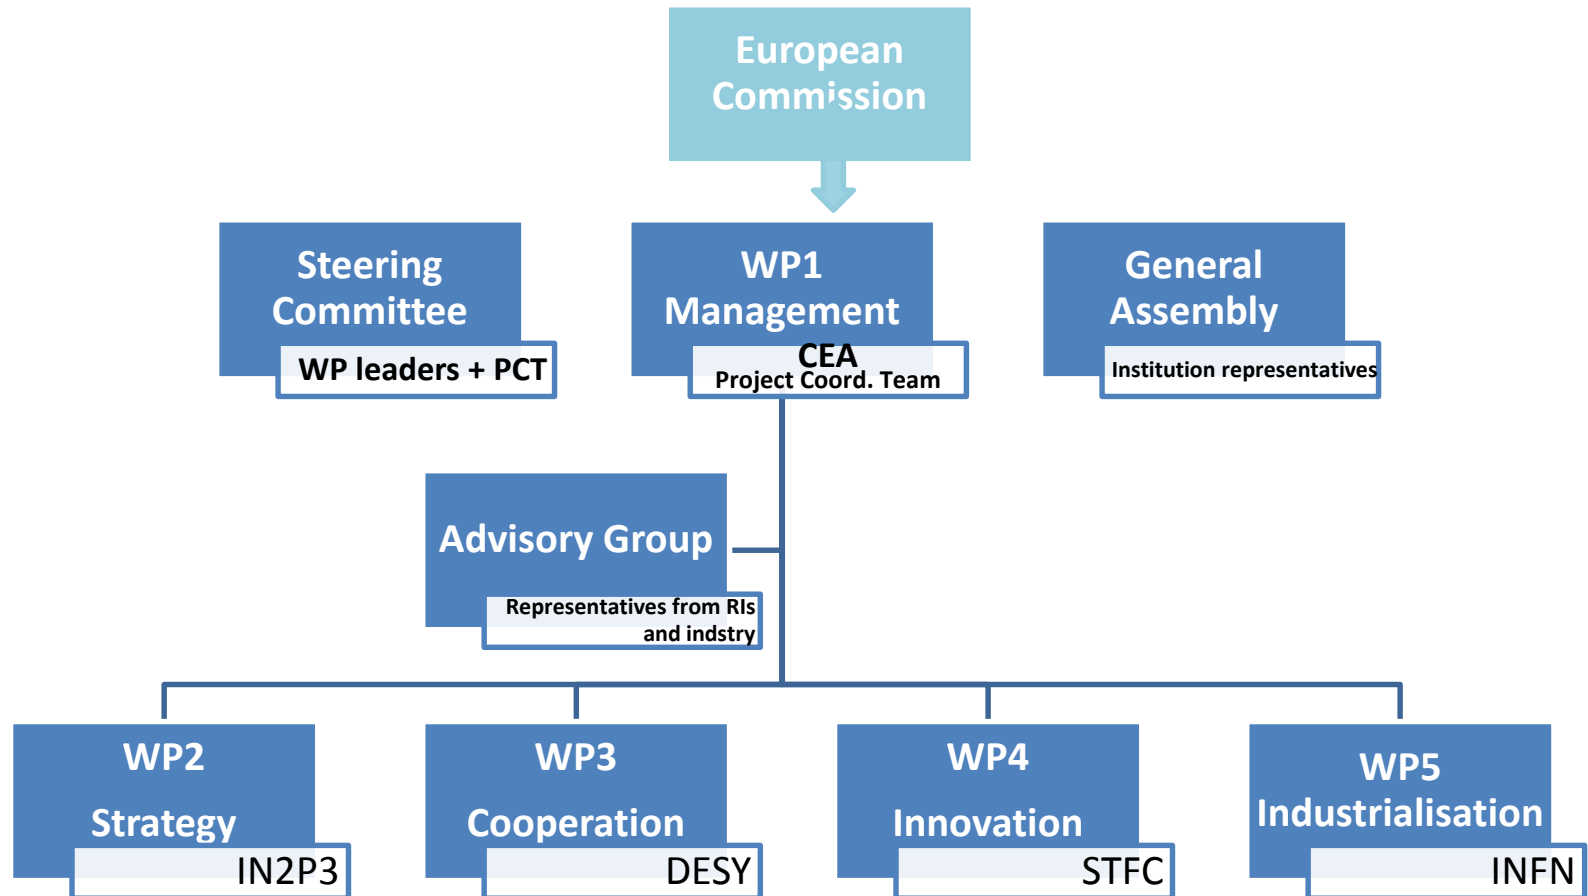 European
Commission
Steering
Committee
WP leaders + PCT
WP1
Management
CEA
Project Coord. Team
General
Assembly
Institution representatives
Advisory Group
Representatives from RIs
and indstry
WP2
Strategy
IN2P3
WP3
Cooperation
DESY
WP4
Innovation
STFC
WP5
Industrialisation
INFN